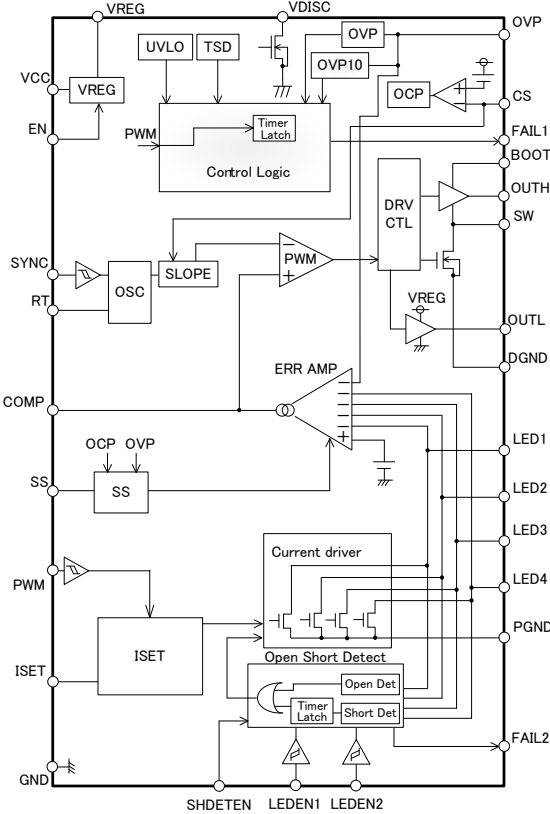 VREG
VDISC
OVP
UVLO
TSD
OVP
OVP10
VCC
VREG
OCP
CS
EN
PWM
Timer
Latch
Control Logic
FAIL1
BOOT
DRV
CTL
OUTH
SW
SYNC
SLOPE
PWM
OSC
RT
VREG
OUTL
DGND
ERR AMP
COMP
OCP
OVP
SS
SS
LED1
LED2
LED3
LED4
Current driver
PWM
PGND
ISET
ISET
Open Short Detect
Open Det
Timer
Latch
Short Det
FAIL2
GND
SHDETEN
LEDEN1
LEDEN2